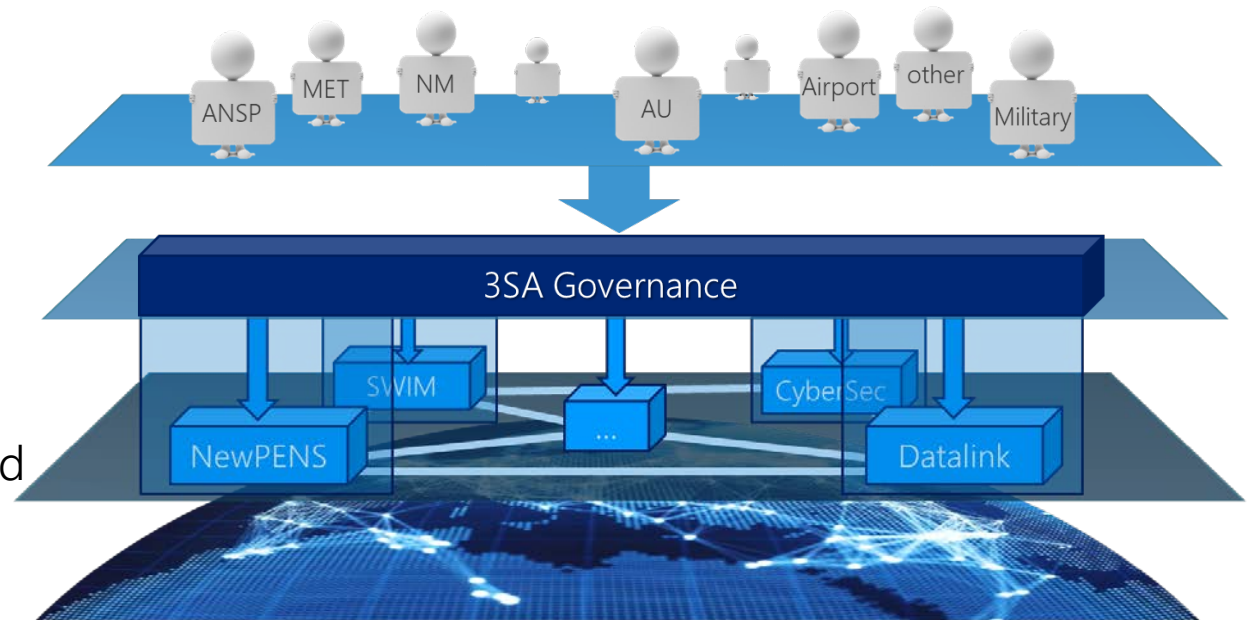 ANSP
MET
NM
AU
Airport
other
Military
3SA Governance
SWIM
CyberSec
...
NewPENS
Datalink
d